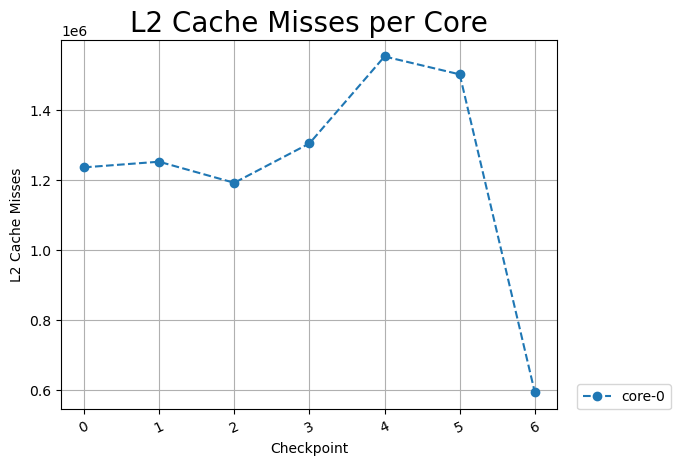 L2 Cache Misses per Core
1e6
1.4
1.2
1.0
0.8
0.6
L2 Cache Misses
0 1 2 3 4 5 6
Checkpoint
core-0